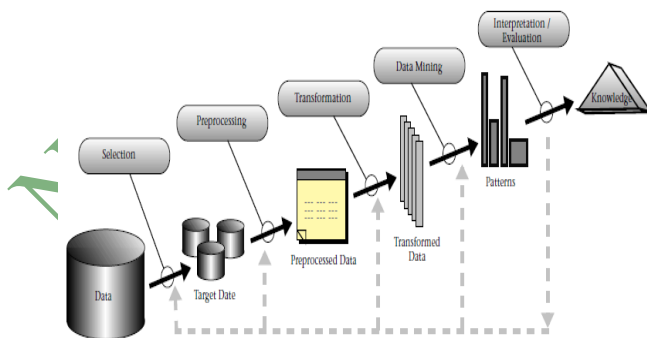 Interpretation /
Evaluation
Data Mining
Transformation
Preprocessing
Selection
Knowledge
Patterns
Transformed
Data
Preprocessed Data
Target Date
Data